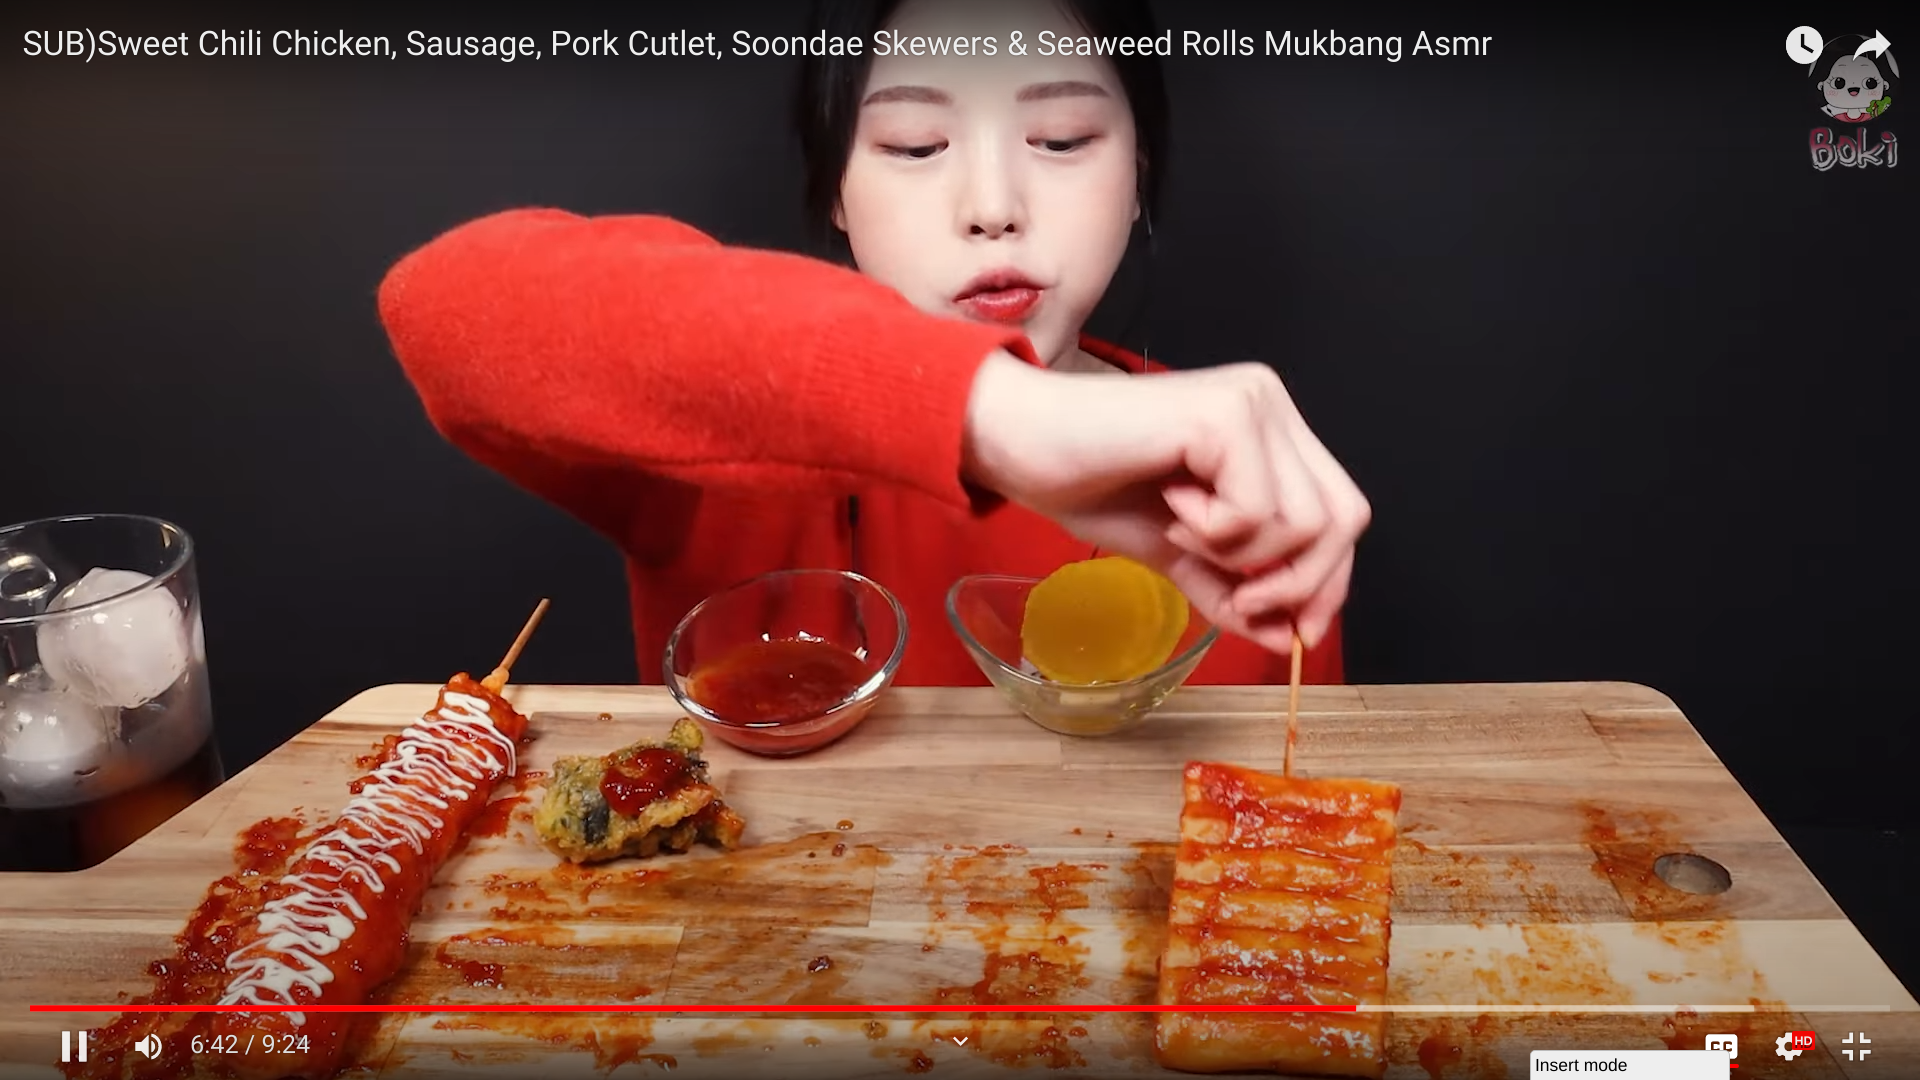 SUB)Sweet Chili Chicken, Sausage, Pork Cutlet, Soondae Skewers & Seaweed Rolls Mukbang Asmr
Boki
6:42 / 9:24
CC
HD
Insert mode